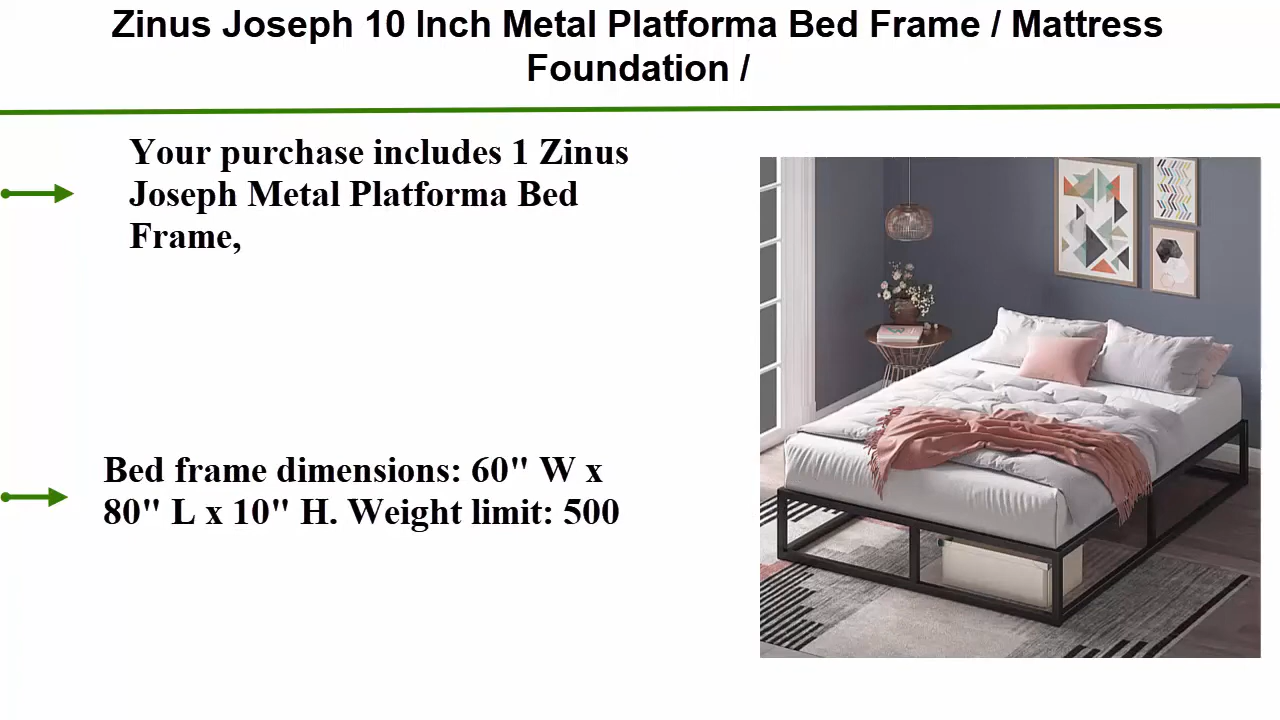 Zinus Joseph 10 Inch Metal Platforma Bed Frame / Mattress
Foundation /
Your purchase includes 1 Zinus
Joseph Metal Platforma Bed
Frame,
Bed frame dimensions: 60" W x
80" L x 10" H. Weight limit: 500